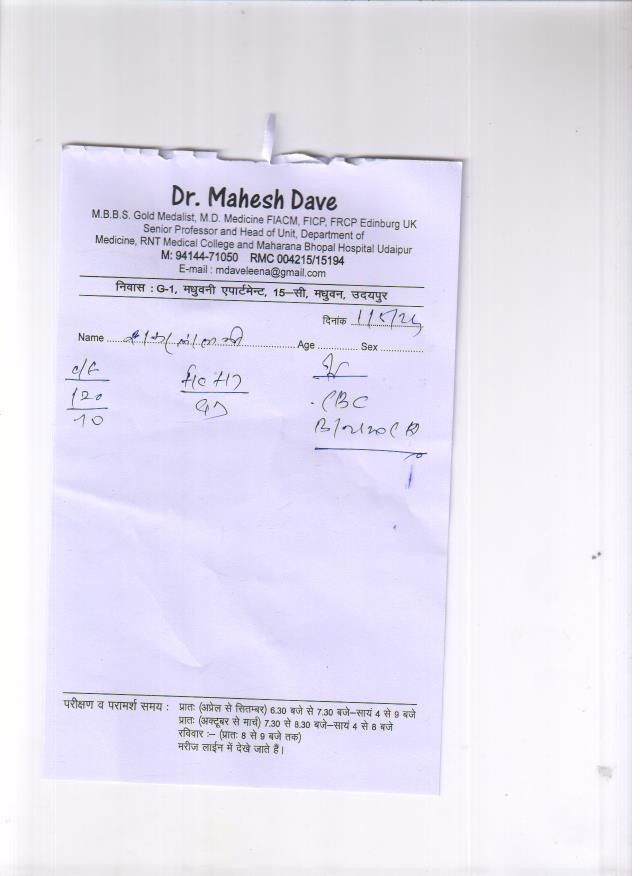 Dr. Mahesh Dave
M.B.B.S. Gold Medalist, M.D. Medicine FIACM, FICP, FRCP Edinburg UK
Senior Professor and Head of Unit, Department of
Medicine, RNT Medical College and Maharana Bhopal Hospital Udaipur
M: 94144-71050 RMC 004215/15194
E-mail : mdaveleena@gmail.com
निवास : G-1, मधुवनी एपार्टमेन्ट, 15–सी, मधुवन, उदयपुर
दिनांक
Name Age Sex
120
CBC
परीक्षण व परामर्श समय : प्रातः (अप्रेल से सितम्बर) 6.30 बजे से 7.30 बजे–सायं 4 से 9 बजे
प्रातः (अक्टूबर से मार्च) 7.30 से 8.30 बजे–सायं 4 से 8 बजे
रविवार :– (प्रातः 8 से 9 बजे तक)
मरीज लाईन में देखे जाते हैं।